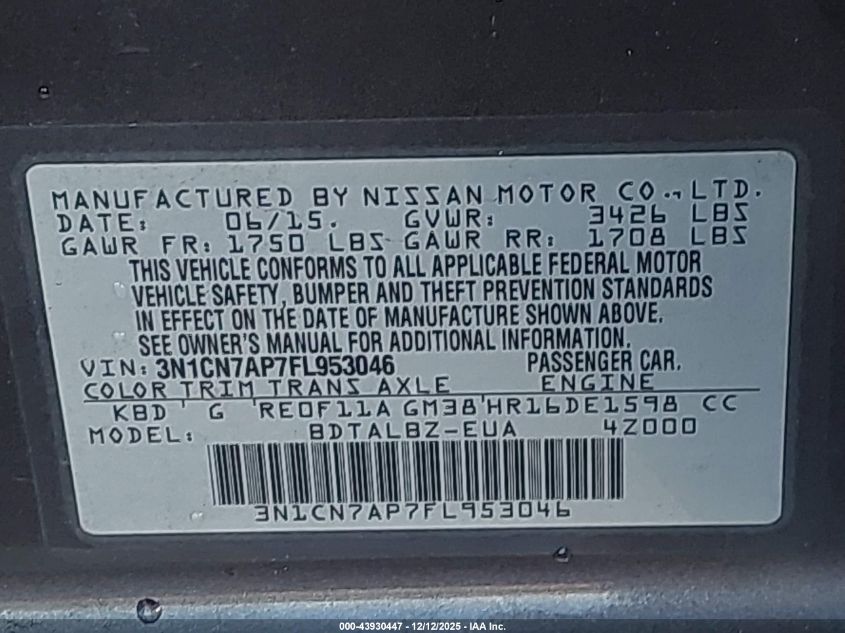 MANUFACTURED BY NISSAN MOTOR CO., LTD.
DATE: 06/15. GVWR: 3426 LBS
GAWR FR: 1750 LBS GAWR RR: 1708 LBS
THIS VEHICLE CONFORMS TO ALL APPLICABLE FEDERAL MOTOR
VEHICLE SAFETY, BUMPER AND THEFT PREVENTION STANDARDS
IN EFFECT ON THE DATE OF MANUFACTURE SHOWN ABOVE.
SEE OWNER'S MANUAL FOR ADDITIONAL INFORMATION.
VIN: 3N1CN7AP7FL953046 PASSENGER CAR.
COLOR TRIM TRANS AXLE ENGINE
KBD G RE0F11A GM38 HR16DE1598 CC
MODEL: BDTALBZ-EUA 4Z000
3N1CN7AP7FL953046
000-43930447 - 12/12/2025 - IAA Inc.